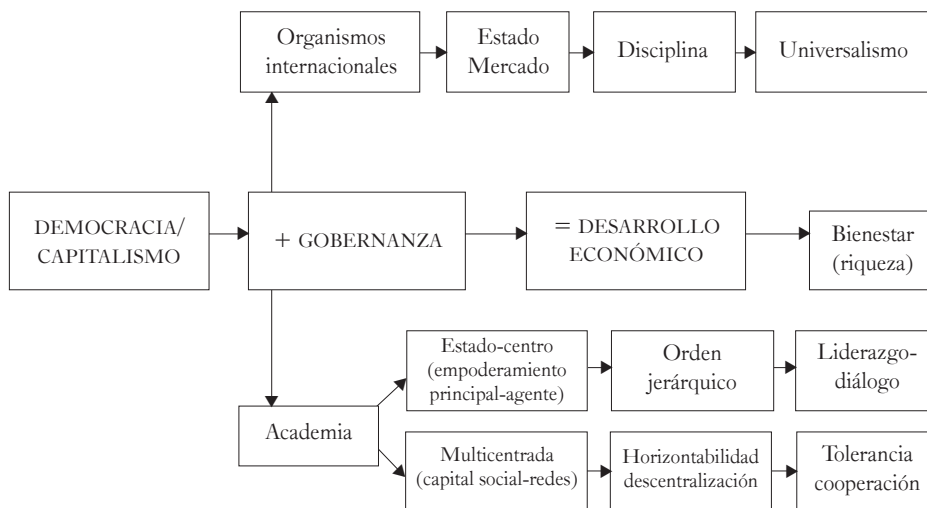 Organismos
internacionales
Estado
Mercado
Disciplina
Universalismo
DEMOCRACIA/
CAPITALISMO
+ GOBERNANZA
= DESARROLLO
ECONÓMICO
Bienestar
(riqueza)
Academia
Estado-centro
(empoderamiento
principal-agente)
Orden
jerárquico
Liderazgo-
diálogo
Multicentrada
(capital social-redes)
Horizontabilidad
descentralización
Tolerancia
cooperación